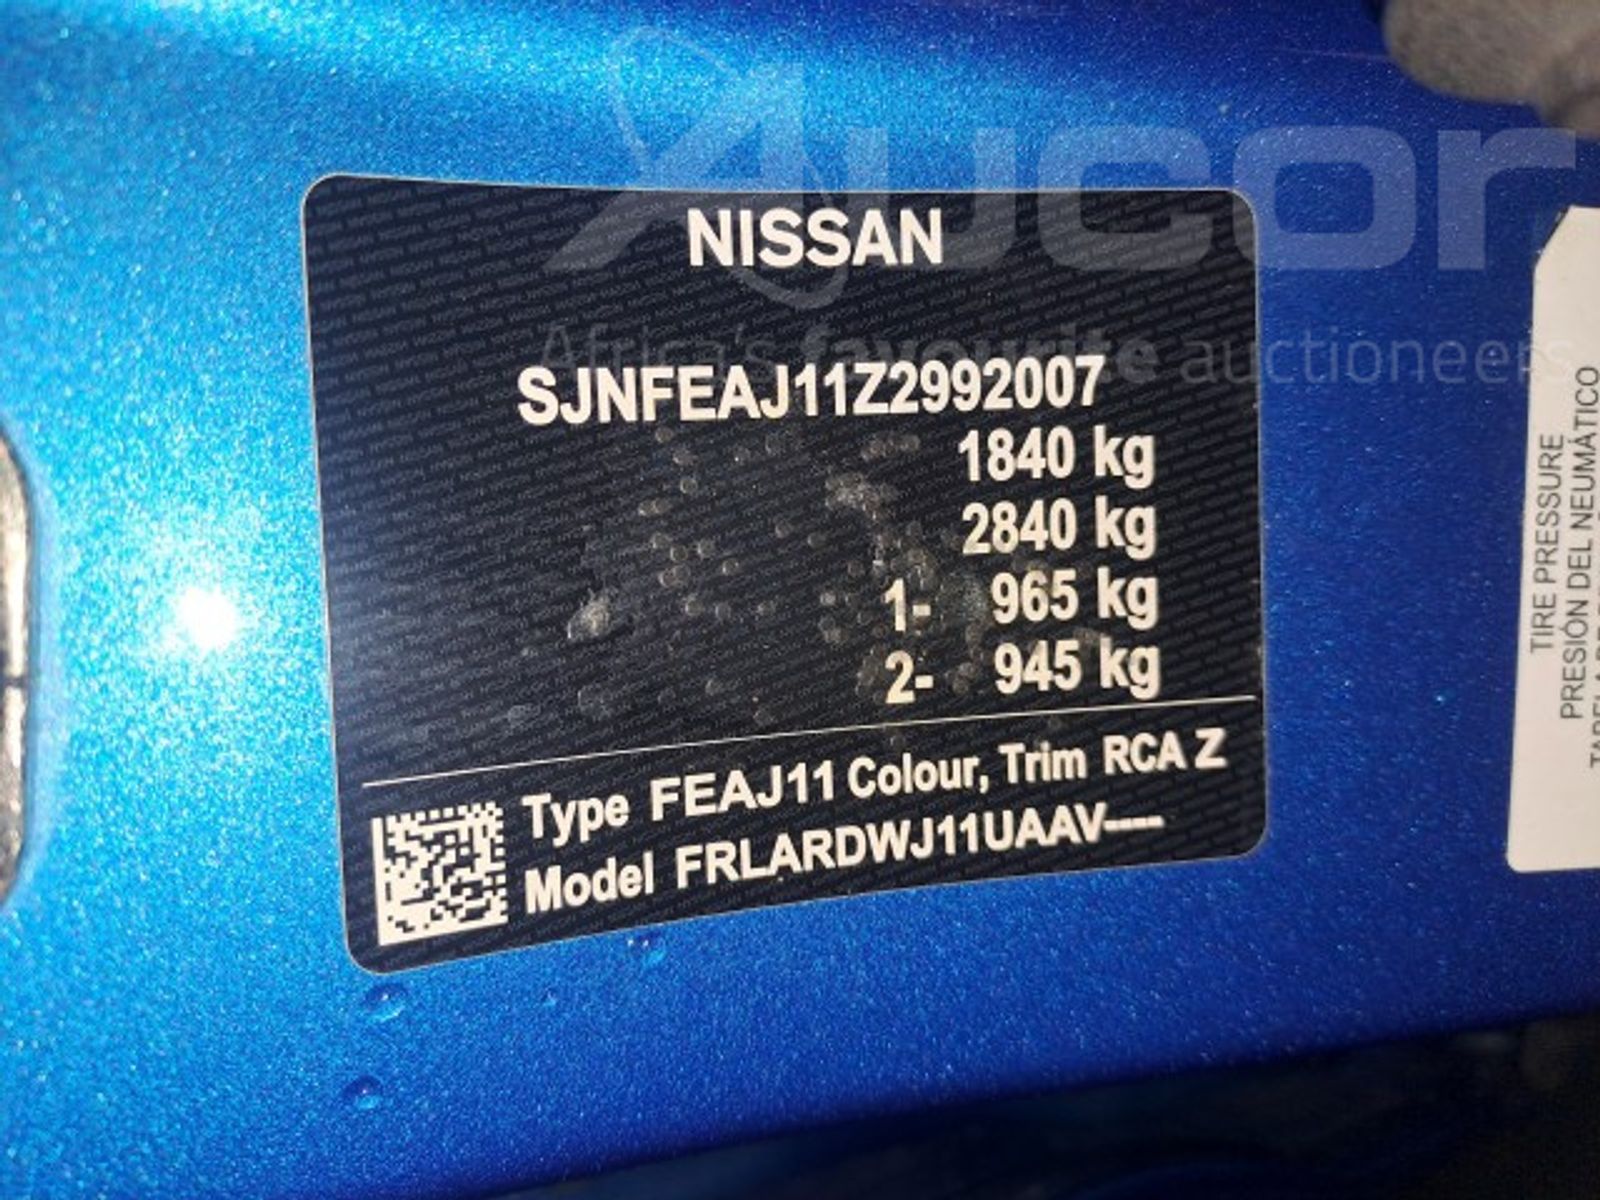 Aucor
Africa's favourite auctioneers
NISSAN
SJNFEAJ11Z2992007
1840 kg
2840 kg
1- 965 kg
2- 945 kg
Type FEAJ11 Colour, Trim RCA Z
Model FRLARDWJ11UAAV----
TIRE PRESSURE
PRESIÓN DEL NEUMÁTICO